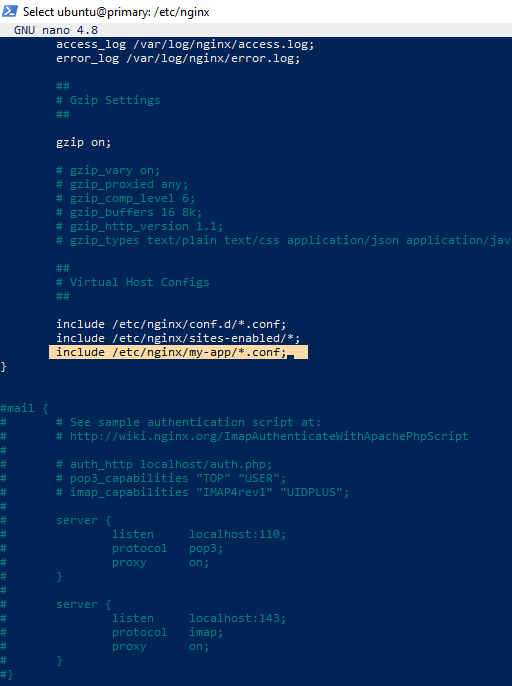 Select ubuntu@primary: /etc/nginx
GNU nano 4.8
access_log /var/log/nginx/access.log;
error_log /var/log/nginx/error.log;
##
# Gzip Settings
##
gzip on;
# gzip_vary on;
# gzip_proxied any;
# gzip_comp_level 6;
# gzip_buffers 16 8k;
# gzip_http_version 1.1;
# gzip_types text/plain text/css application/json application/jav
##
# Virtual Host Configs
##
include /etc/nginx/conf.d/*.conf;
include /etc/nginx/sites-enabled/*;
include /etc/nginx/my-app/*.conf;
}
#mail {
# # See sample authentication script at:
# # http://wiki.nginx.org/ImapAuthenticateWithApachePhpScript
#
# # auth_http localhost/auth.php;
# # pop3_capabilities "TOP" "USER";
# # imap_capabilities "IMAP4rev1" "UIDPLUS";
#
# server {
# listen localhost:110;
# protocol pop3;
# proxy on;
# }
#
# server {
# listen localhost:143;
# protocol imap;
# proxy on;
# }
#}